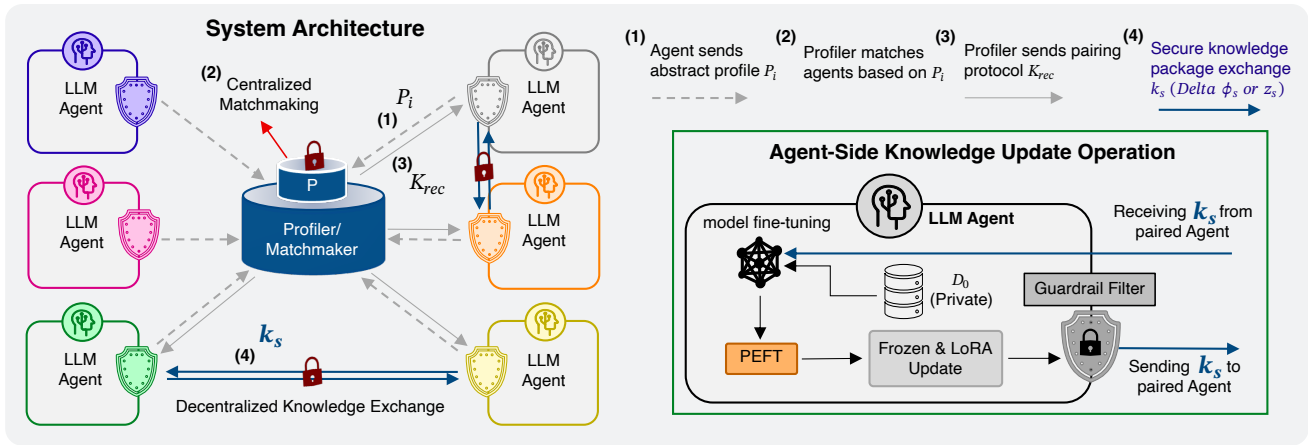 System Architecture
LLM
Agent
LLM
Agent
LLM
Agent
(2)
Centralized
Matchmaking
P
Profiler/
Matchmaker
P_i
(1)
(3)
K_rec
LLM
Agent
LLM
Agent
LLM
Agent
k_s
(4)
Decentralized Knowledge Exchange
(1)
Agent sends
abstract profile P_i
(2)
Profiler matches
agents based on P_i
(3)
Profiler sends pairing
protocol K_rec
(4)
Secure knowledge
package exchange
k_s (Delta ϕ_s or z_s)
Agent-Side Knowledge Update Operation
LLM Agent
model fine-tuning
D_0
(Private)
PEFT
Frozen & LoRA
Update
Receiving k_s from
paired Agent
Guardrail Filter
Sending k_s to
paired Agent